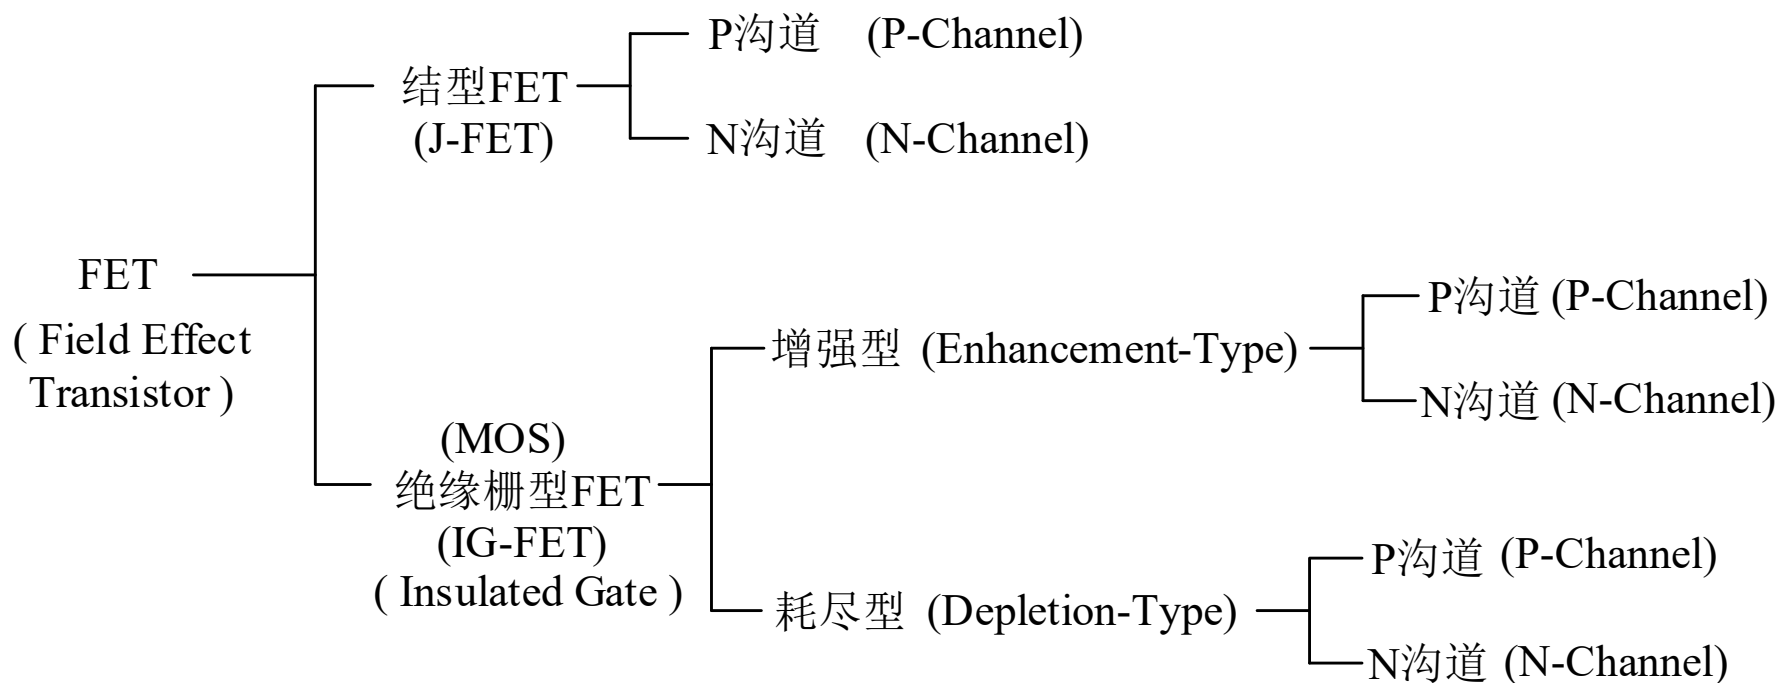 P沟道 (P-Channel)
结型FET
(J-FET)
N沟道 (N-Channel)
FET
( Field Effect
Transistor )
(MOS)
绝缘栅型FET
(IG-FET)
( Insulated Gate )
增强型 (Enhancement-Type)
P沟道 (P-Channel)
N沟道 (N-Channel)
耗尽型 (Depletion-Type)
P沟道 (P-Channel)
N沟道 (N-Channel)